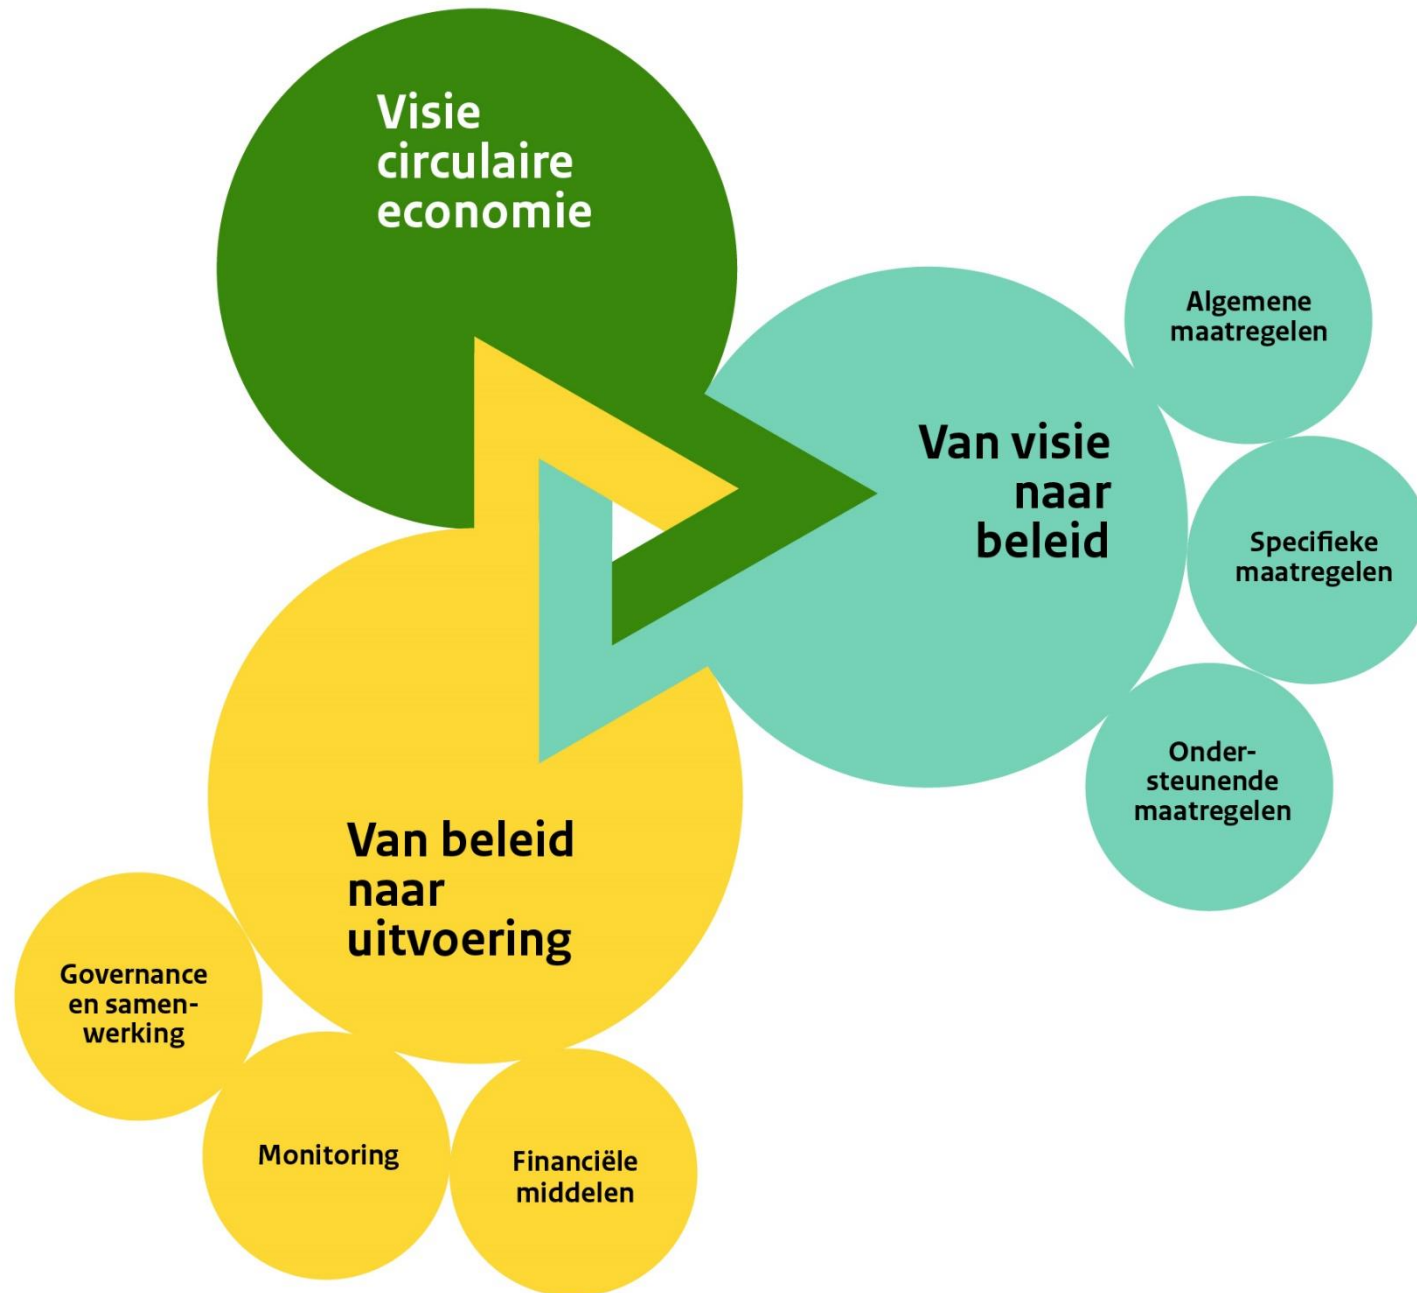 Visie
circulaire
economie
Van visie
naar
beleid
Algemene
maatregelen
Specifieke
maatregelen
Onder-
steunende
maatregelen
Van beleid
naar
uitvoering
Governance
en samen-
werking
Monitoring
Financiële
middelen